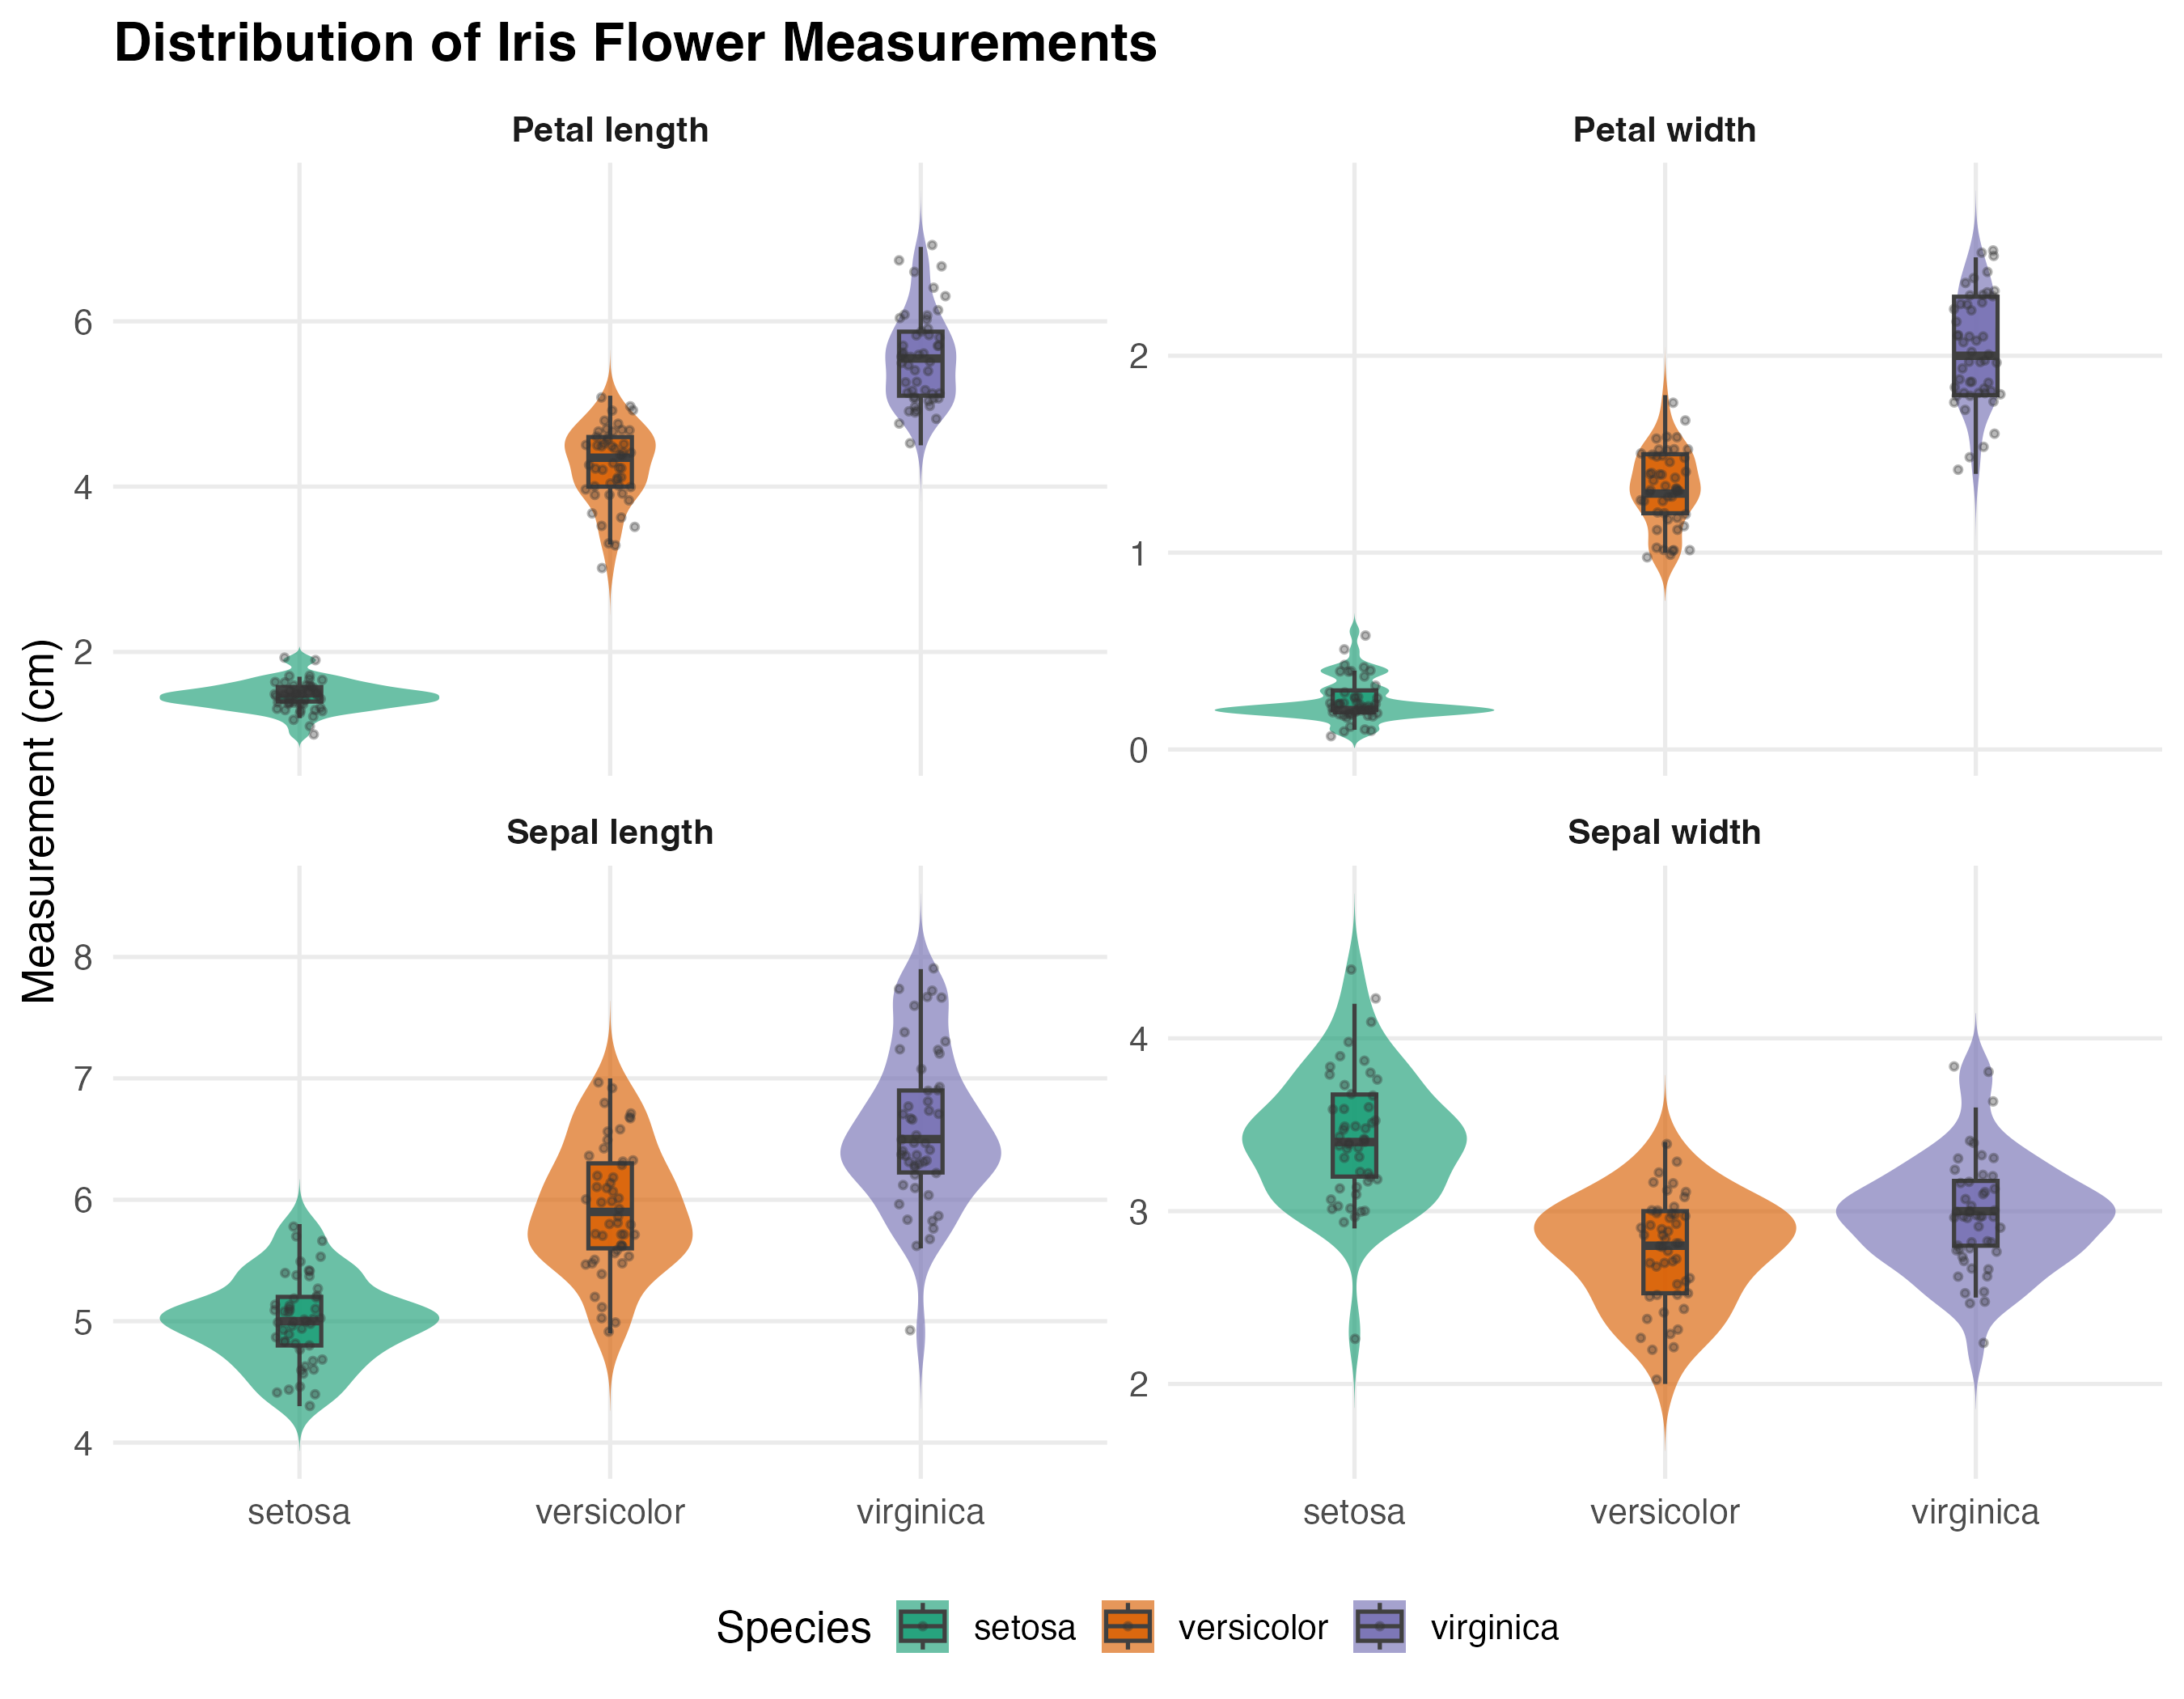 Distribution of Iris Flower Measurements
Petal length
Petal width
6
4
2
2
1
0
Measurement (cm)
Sepal length
Sepal width
8
7
6
5
4
4
3
2
setosa
versicolor
virginica
setosa
versicolor
virginica
Species
setosa
versicolor
virginica